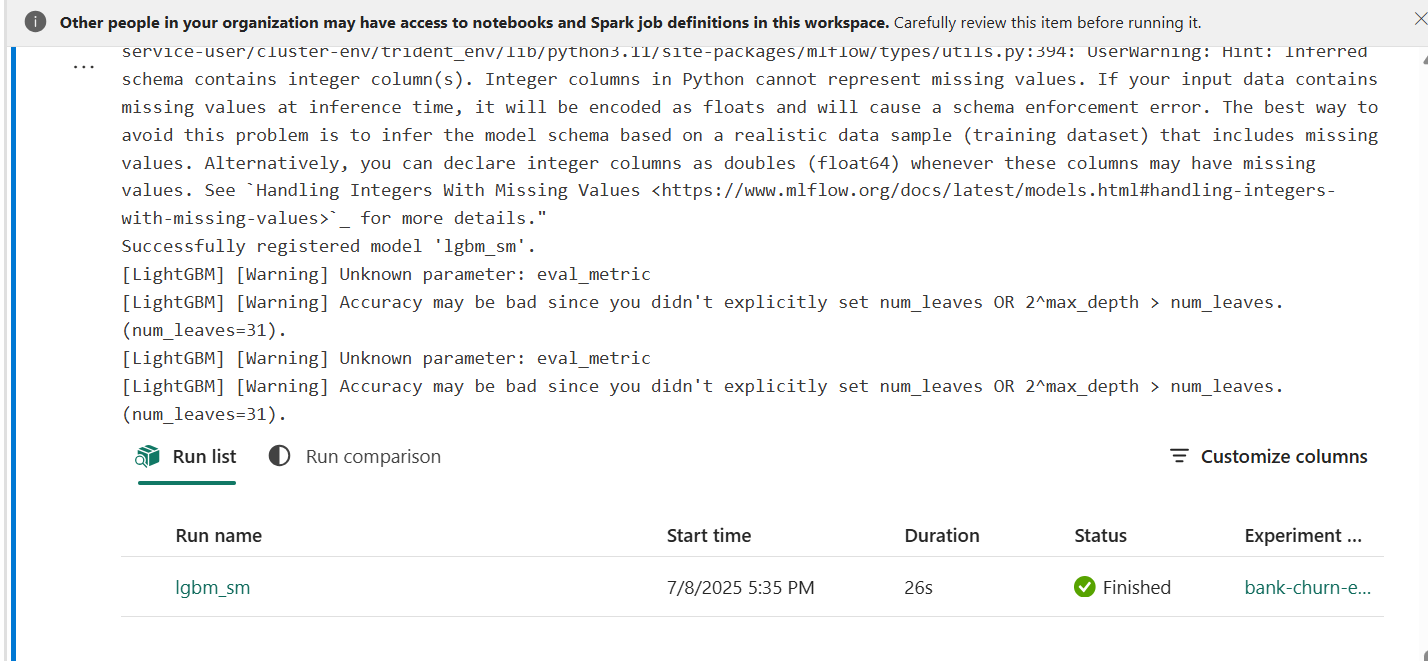 Other people in your organization may have access to notebooks and Spark job definitions in this workspace. Carefully review this item before running it.
service-user/cluster-env/trident_env/lib/python3.11/site-packages/mlflow/types/utils.py:394: UserWarning: Hint: Inferred
schema contains integer column(s). Integer columns in Python cannot represent missing values. If your input data contains
missing values at inference time, it will be encoded as floats and will cause a schema enforcement error. The best way to
avoid this problem is to infer the model schema based on a realistic data sample (training dataset) that includes missing
values. Alternatively, you can declare integer columns as doubles (float64) whenever these columns may have missing
values. See `Handling Integers With Missing Values <https://www.mlflow.org/docs/latest/models.html#handling-integers-
with-missing-values>`_ for more details."
Successfully registered model 'lgbm_sm'.
[LightGBM] [Warning] Unknown parameter: eval_metric
[LightGBM] [Warning] Accuracy may be bad since you didn't explicitly set num_leaves OR 2^max_depth > num_leaves.
(num_leaves=31).
[LightGBM] [Warning] Unknown parameter: eval_metric
[LightGBM] [Warning] Accuracy may be bad since you didn't explicitly set num_leaves OR 2^max_depth > num_leaves.
(num_leaves=31).
Run list Run comparison Customize columns
Run name Start time Duration Status Experiment ...
lgbm_sm 7/8/2025 5:35 PM 26s Finished bank-churn-e...